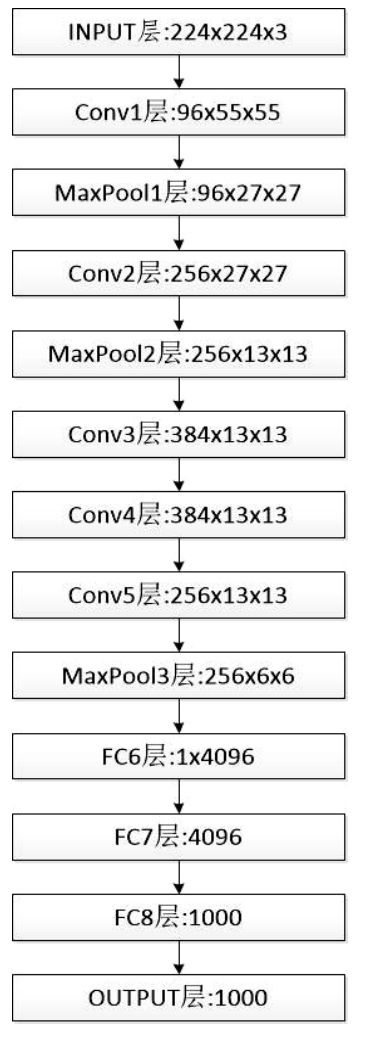 INPUT层:224x224x3
Conv1层:96x55x55
MaxPool1层:96x27x27
Conv2层:256x27x27
MaxPool2层:256x13x13
Conv3层:384x13x13
Conv4层:384x13x13
Conv5层:256x13x13
MaxPool3层:256x6x6
FC6层:1x4096
FC7层:4096
FC8层:1000
OUTPUT层:1000